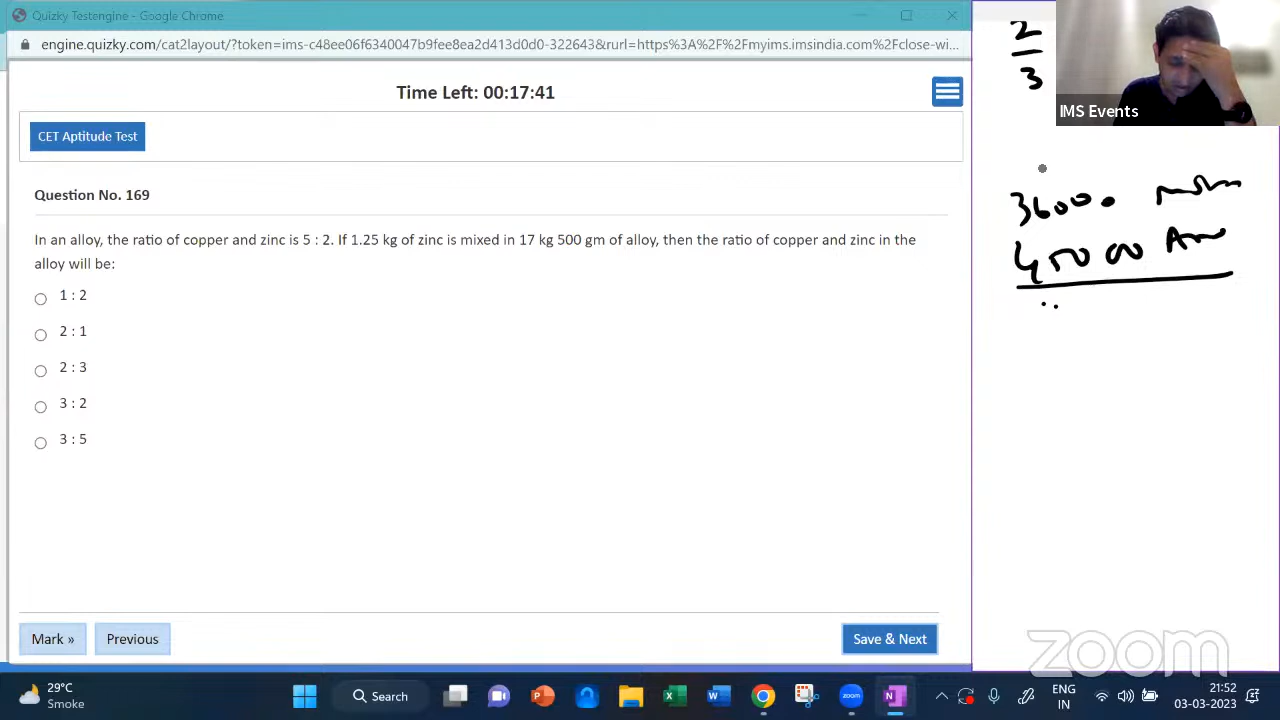 Quizky Testengine - Google Chrome
engine.quizky.com/cat2layout/?token=ims-c48ee06f6340047b9fee8ea2d413d0d0-322643&rurl=https%3A%2F%2Fmyims.imsindia.com%2Fclose-wi...
Time Left: 00:17:41
CET Aptitude Test
Question No. 169
In an alloy, the ratio of copper and zinc is 5 : 2. If 1.25 kg of zinc is mixed in 17 kg 500 gm of alloy, then the ratio of copper and zinc in the
alloy will be:
1 : 2
2 : 1
2 : 3
3 : 2
3 : 5
Mark »
Previous
Save & Next
2
3
IMS Events
36000
45000
zoom
29°C
Smoke
Search
zoom
ENG
IN
21:52
03-03-2023